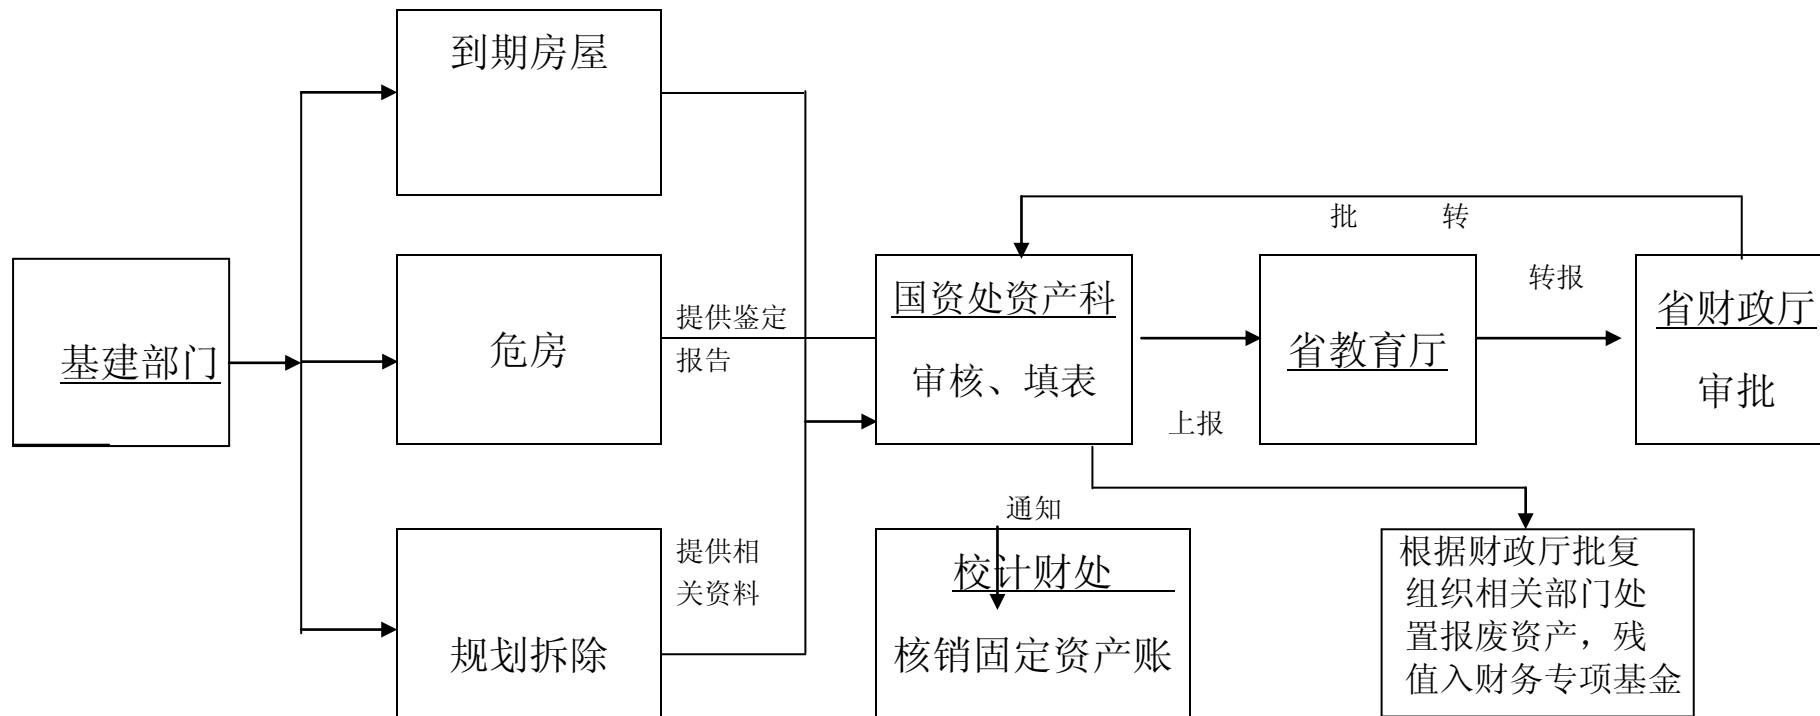 到期房屋
批 转
基建部门
危房
提供鉴定
报告
国资处资产科
审核、填表
上报
省教育厅
转报
省财政厅
审批
规划拆除
提供相
关资料
通知
校计财处
核销固定资产账
根据财政厅批复
组织相关部门处
置报废资产，残
值入财务专项基金